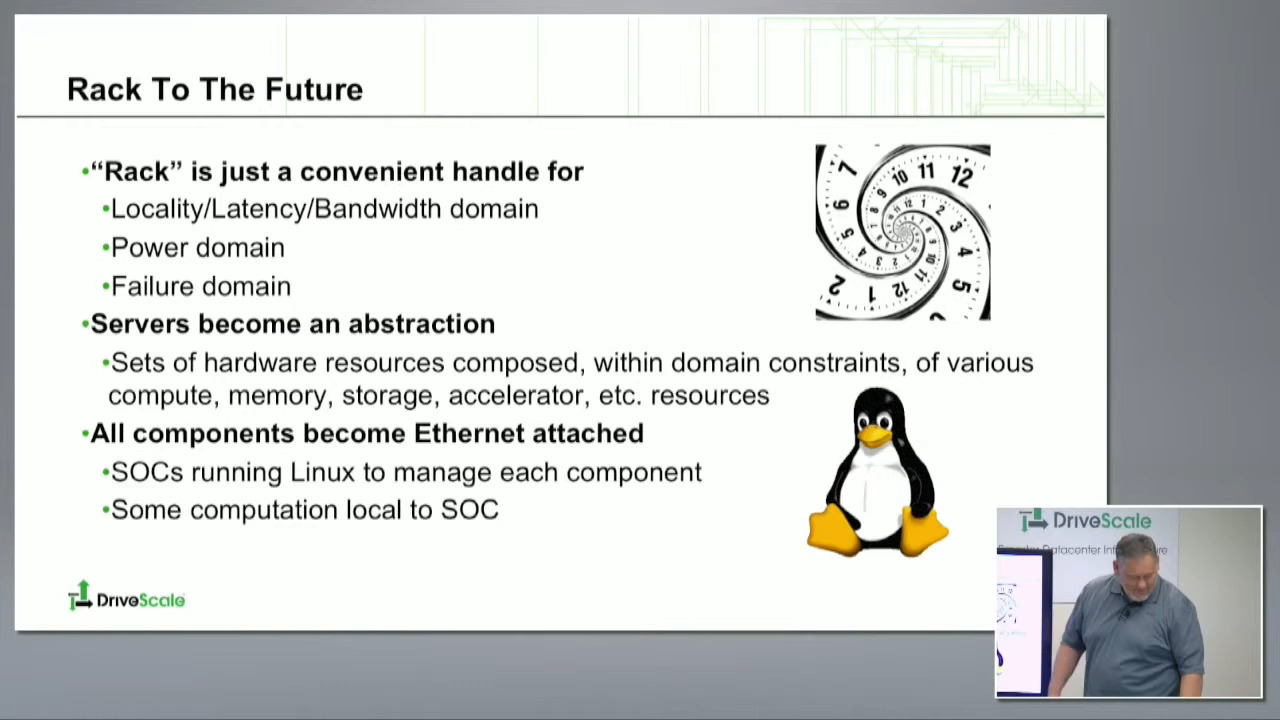 Rack To The Future
•“Rack” is just a convenient handle for
•Locality/Latency/Bandwidth domain
•Power domain
•Failure domain
•Servers become an abstraction
•Sets of hardware resources composed, within domain constraints, of various
compute, memory, storage, accelerator, etc. resources
•All components become Ethernet attached
•SOCs running Linux to manage each component
•Some computation local to SOC
DriveScale
DriveScale